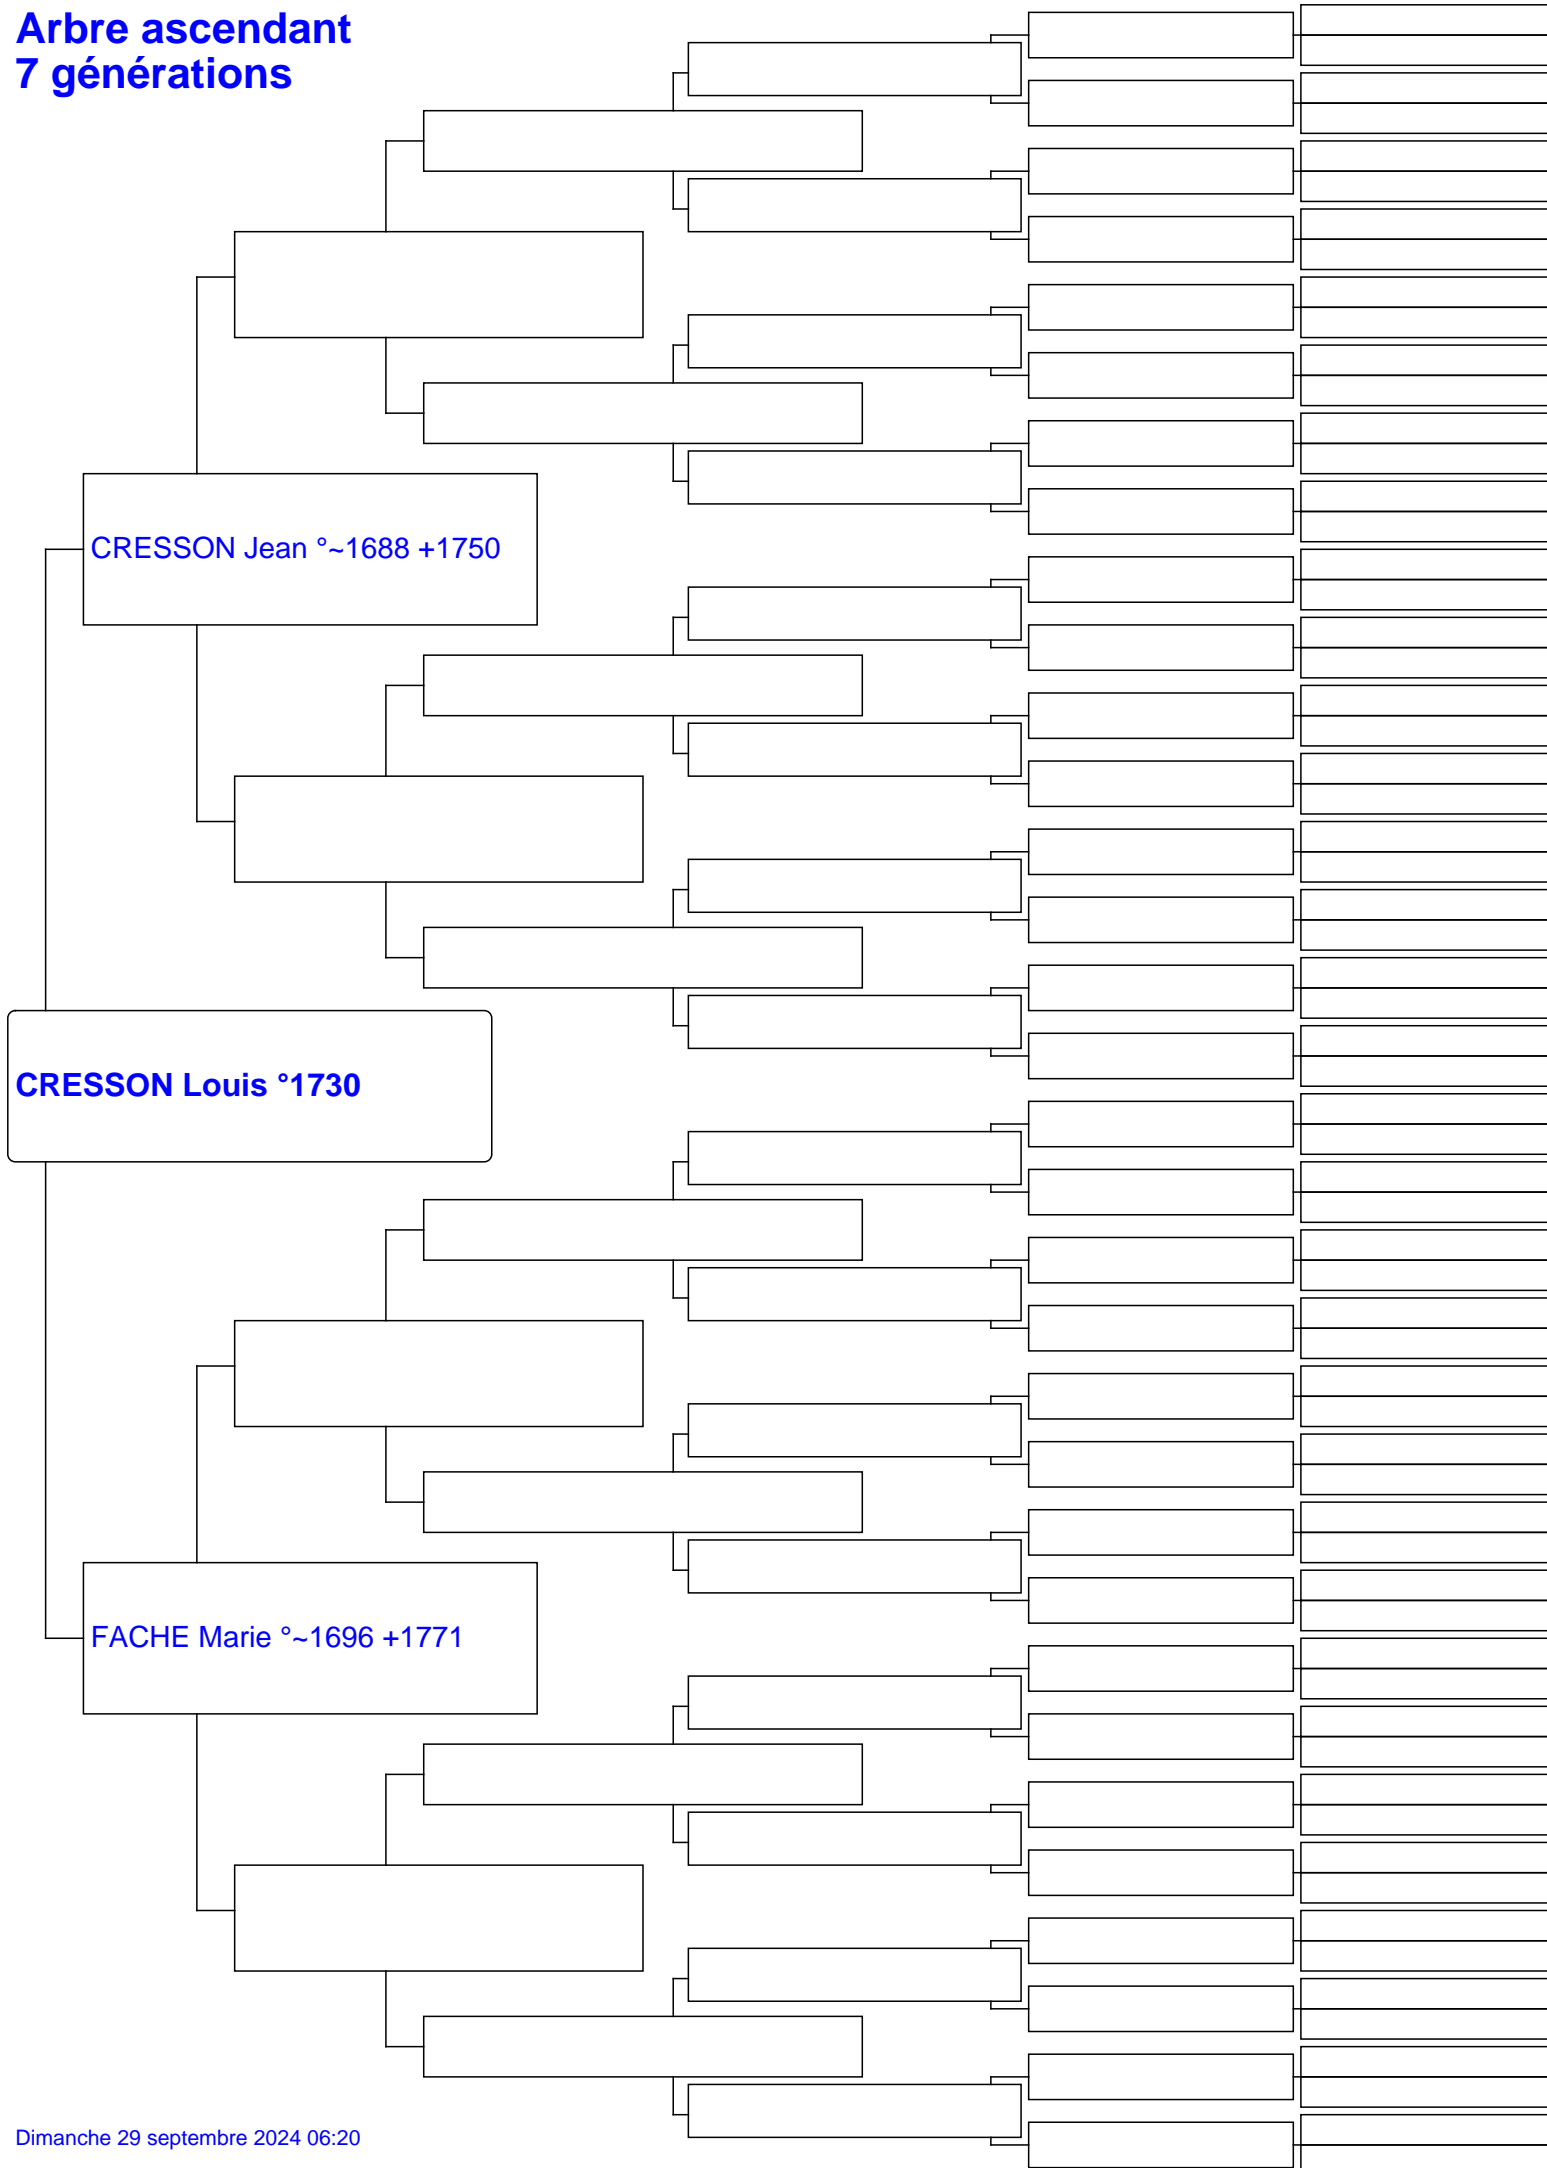 Arbre ascendant
7 générations
CRESSON Jean °~1688 +1750
CRESSON Louis °1730
FACHE Marie °~1696 +1771
Dimanche 29 septembre 2024 06:20